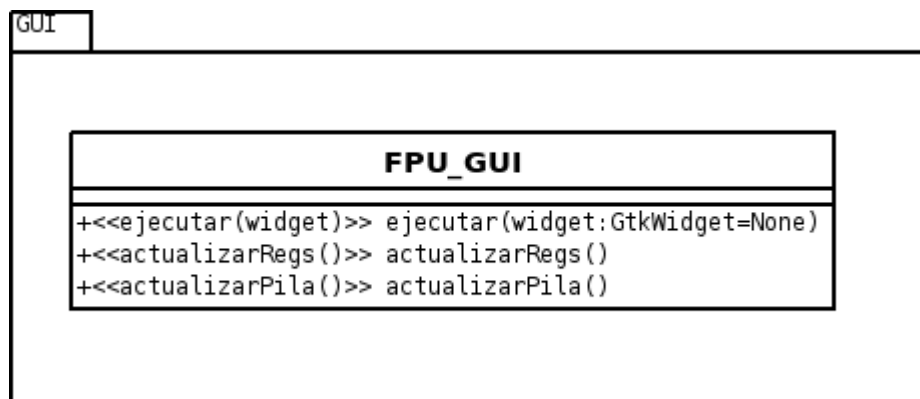 GUI
FPU_GUI
+<<ejecutar(widget)>> ejecutar(widget:GtkWidget=None)
+<<actualizarRegs()>> actualizarRegs()
+<<actualizarPila()>> actualizarPila()